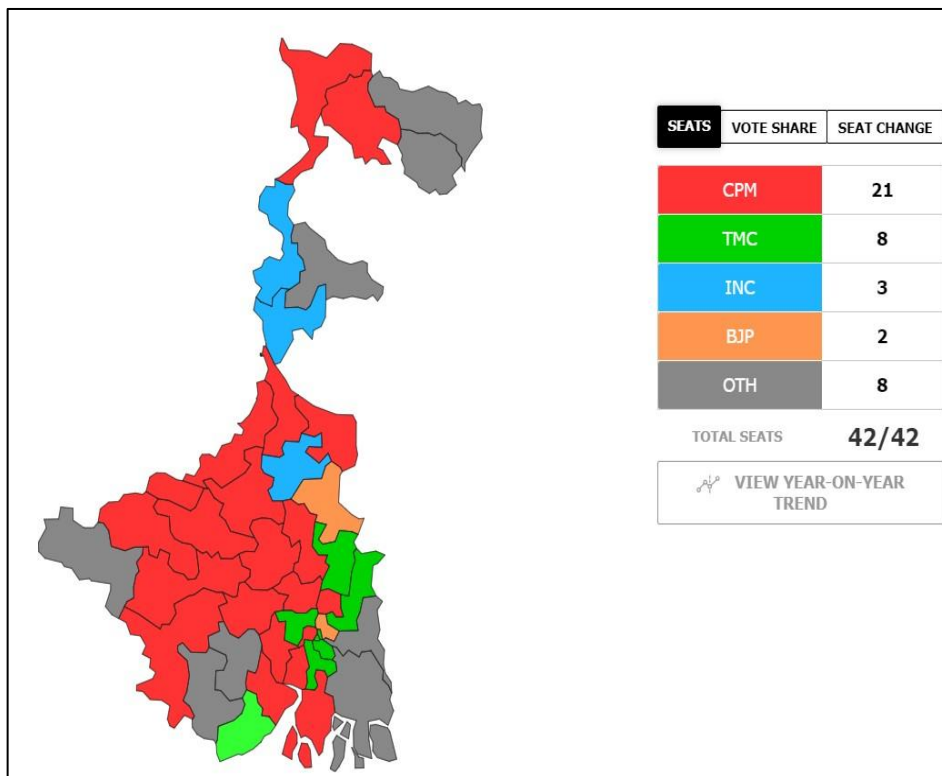 SEATS VOTE SHARE SEAT CHANGE
CPM 21
TMC 8
INC 3
BJP 2
OTH 8
TOTAL SEATS 42/42
VIEW YEAR-ON-YEAR
TREND